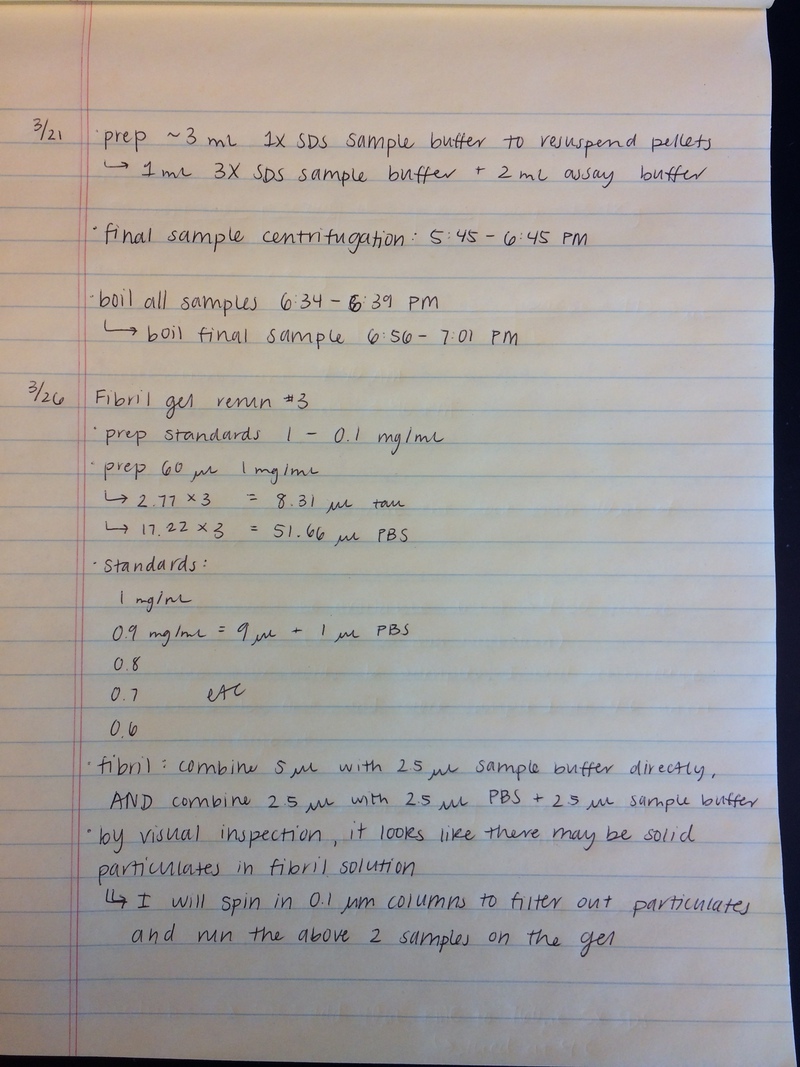 3/21 · prep ~3 mL 1X SDS sample buffer to resuspend pellets
↳ 1 mL 3X SDS sample buffer + 2 mL assay buffer
· final sample centrifugation: 5:45 - 6:45 PM
· boil all samples 6:34 - 6:39 PM
↳ boil final sample 6:56 - 7:01 PM
3/26 Fibril gel rerun #3
· prep standards 1 - 0.1 mg/mL
· prep 60 μL 1 mg/mL
↳ 2.77 × 3 = 8.31 μL tau
↳ 17.22 × 3 = 51.66 μL PBS
· standards:
1 mg/mL
0.9 mg/mL = 9 μL + 1 μL PBS
0.8
0.7 etc
0.6
· fibril: combine 5 μL with 2.5 μL sample buffer directly,
AND combine 2.5 μL with 2.5 μL PBS + 2.5 μL sample buffer
· by visual inspection, it looks like there may be solid
particulates in fibril solution
↳ I will spin in 0.1 μm columns to filter out particulates
and run the above 2 samples on the gel